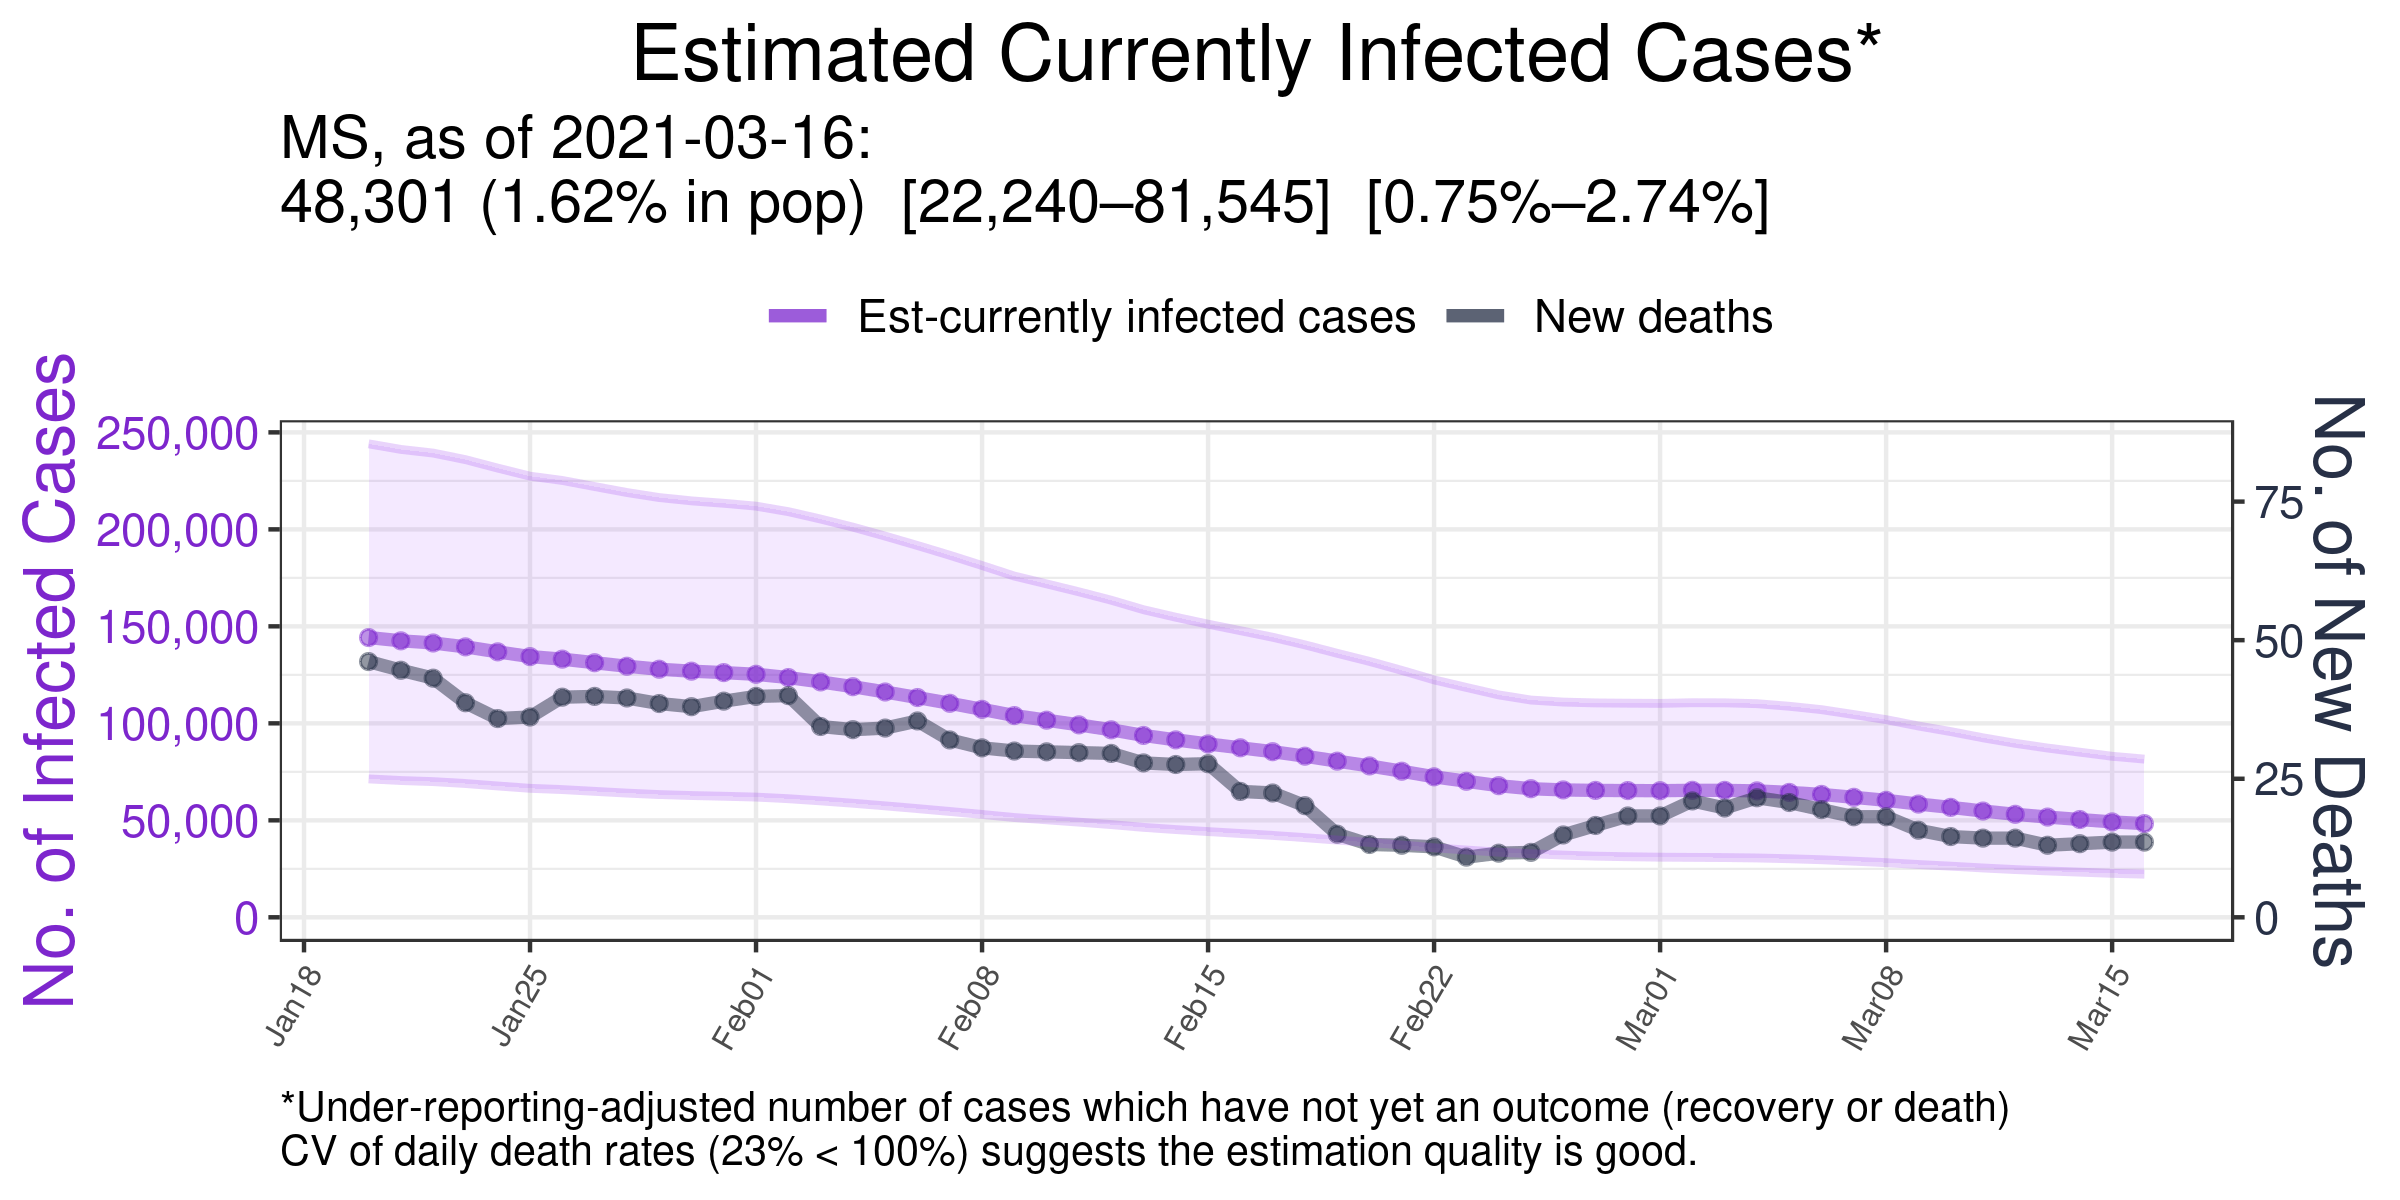 Estimated Currently Infected Cases*
MS, as of 2021-03-16:
48,301 (1.62% in pop)  [22,240–81,545]  [0.75%–2.74%]
Est-currently infected cases
New deaths
No. of Infected Cases
250,000
200,000
150,000
100,000
50,000
0
75
50
25
0
No. of New Deaths
Jan18
Jan25
Feb01
Feb08
Feb15
Feb22
Mar01
Mar08
Mar15
*Under-reporting-adjusted number of cases which have not yet an outcome (recovery or death)
CV of daily death rates (23% < 100%) suggests the estimation quality is good.